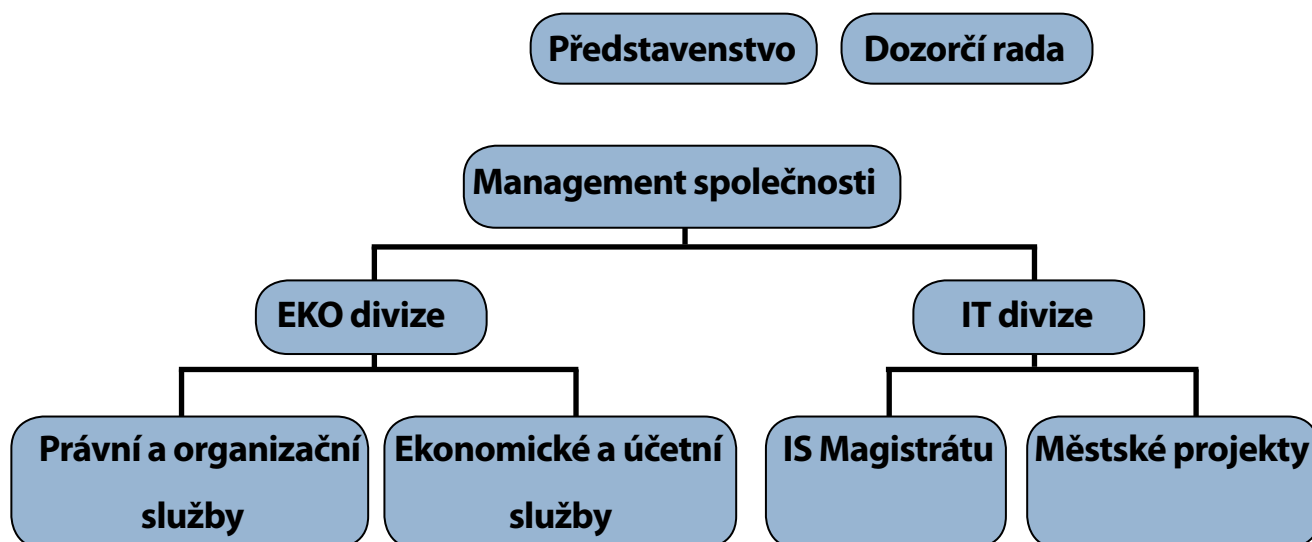 Představenstvo
Dozorčí rada
Management společnosti
EKO divize
IT divize
Právní a organizační
služby
Ekonomické a účetní
služby
IS Magistrátu
Městské projekty